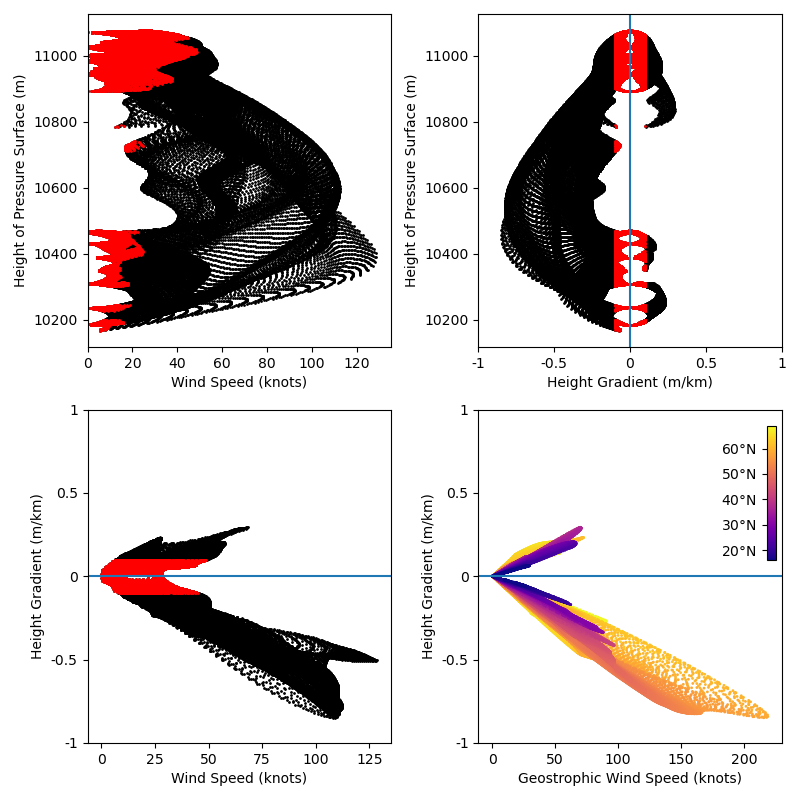 11000
10800
10600
10400
10200
Height of Pressure Surface (m)
0 20 40 60 80 100 120
Wind Speed (knots)
11000
10800
10600
10400
10200
Height of Pressure Surface (m)
-1 -0.5 0 0.5 1
Height Gradient (m/km)
1
0.5
0
-0.5
-1
Height Gradient (m/km)
0 25 50 75 100 125
Wind Speed (knots)
1
0.5
0
-0.5
-1
Height Gradient (m/km)
60°N
50°N
40°N
30°N
20°N
0 50 100 150 200
Geostrophic Wind Speed (knots)